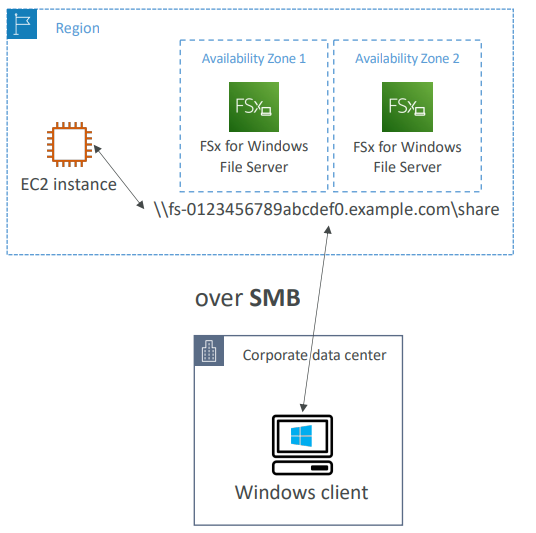 Region
Availability Zone 1
Availability Zone 2
FSx
FSx
FSx for Windows
File Server
FSx for Windows
File Server
EC2 instance
\\fs-0123456789abcdef0.example.com\share
over SMB
Corporate data center
Windows client